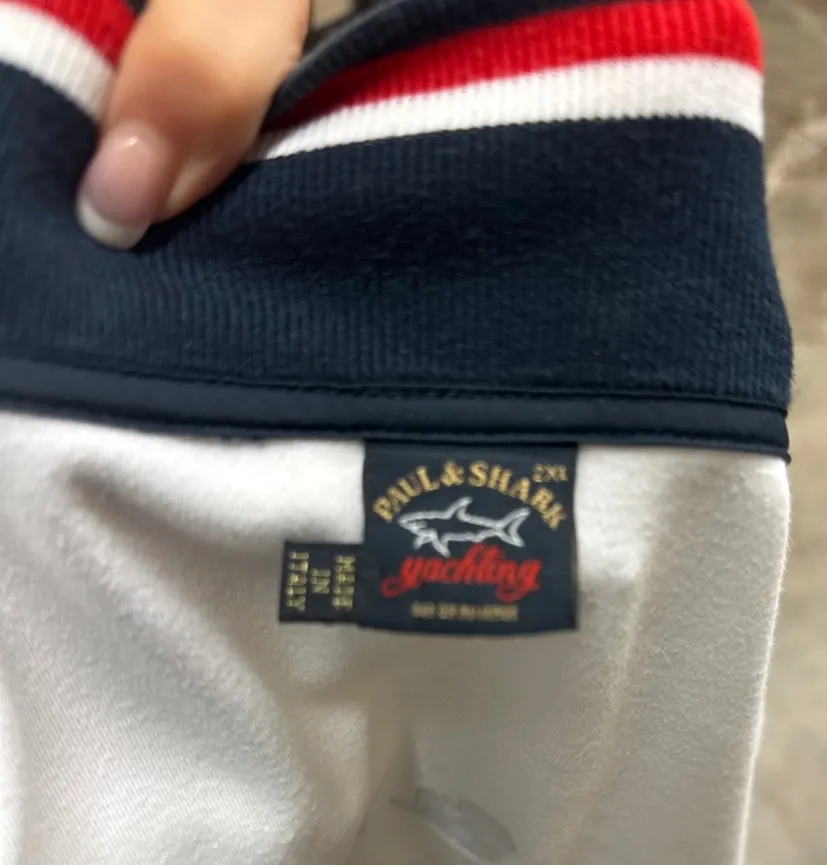 PAUL & SHARK
2XL
yachting
MADE
IN
ITALY